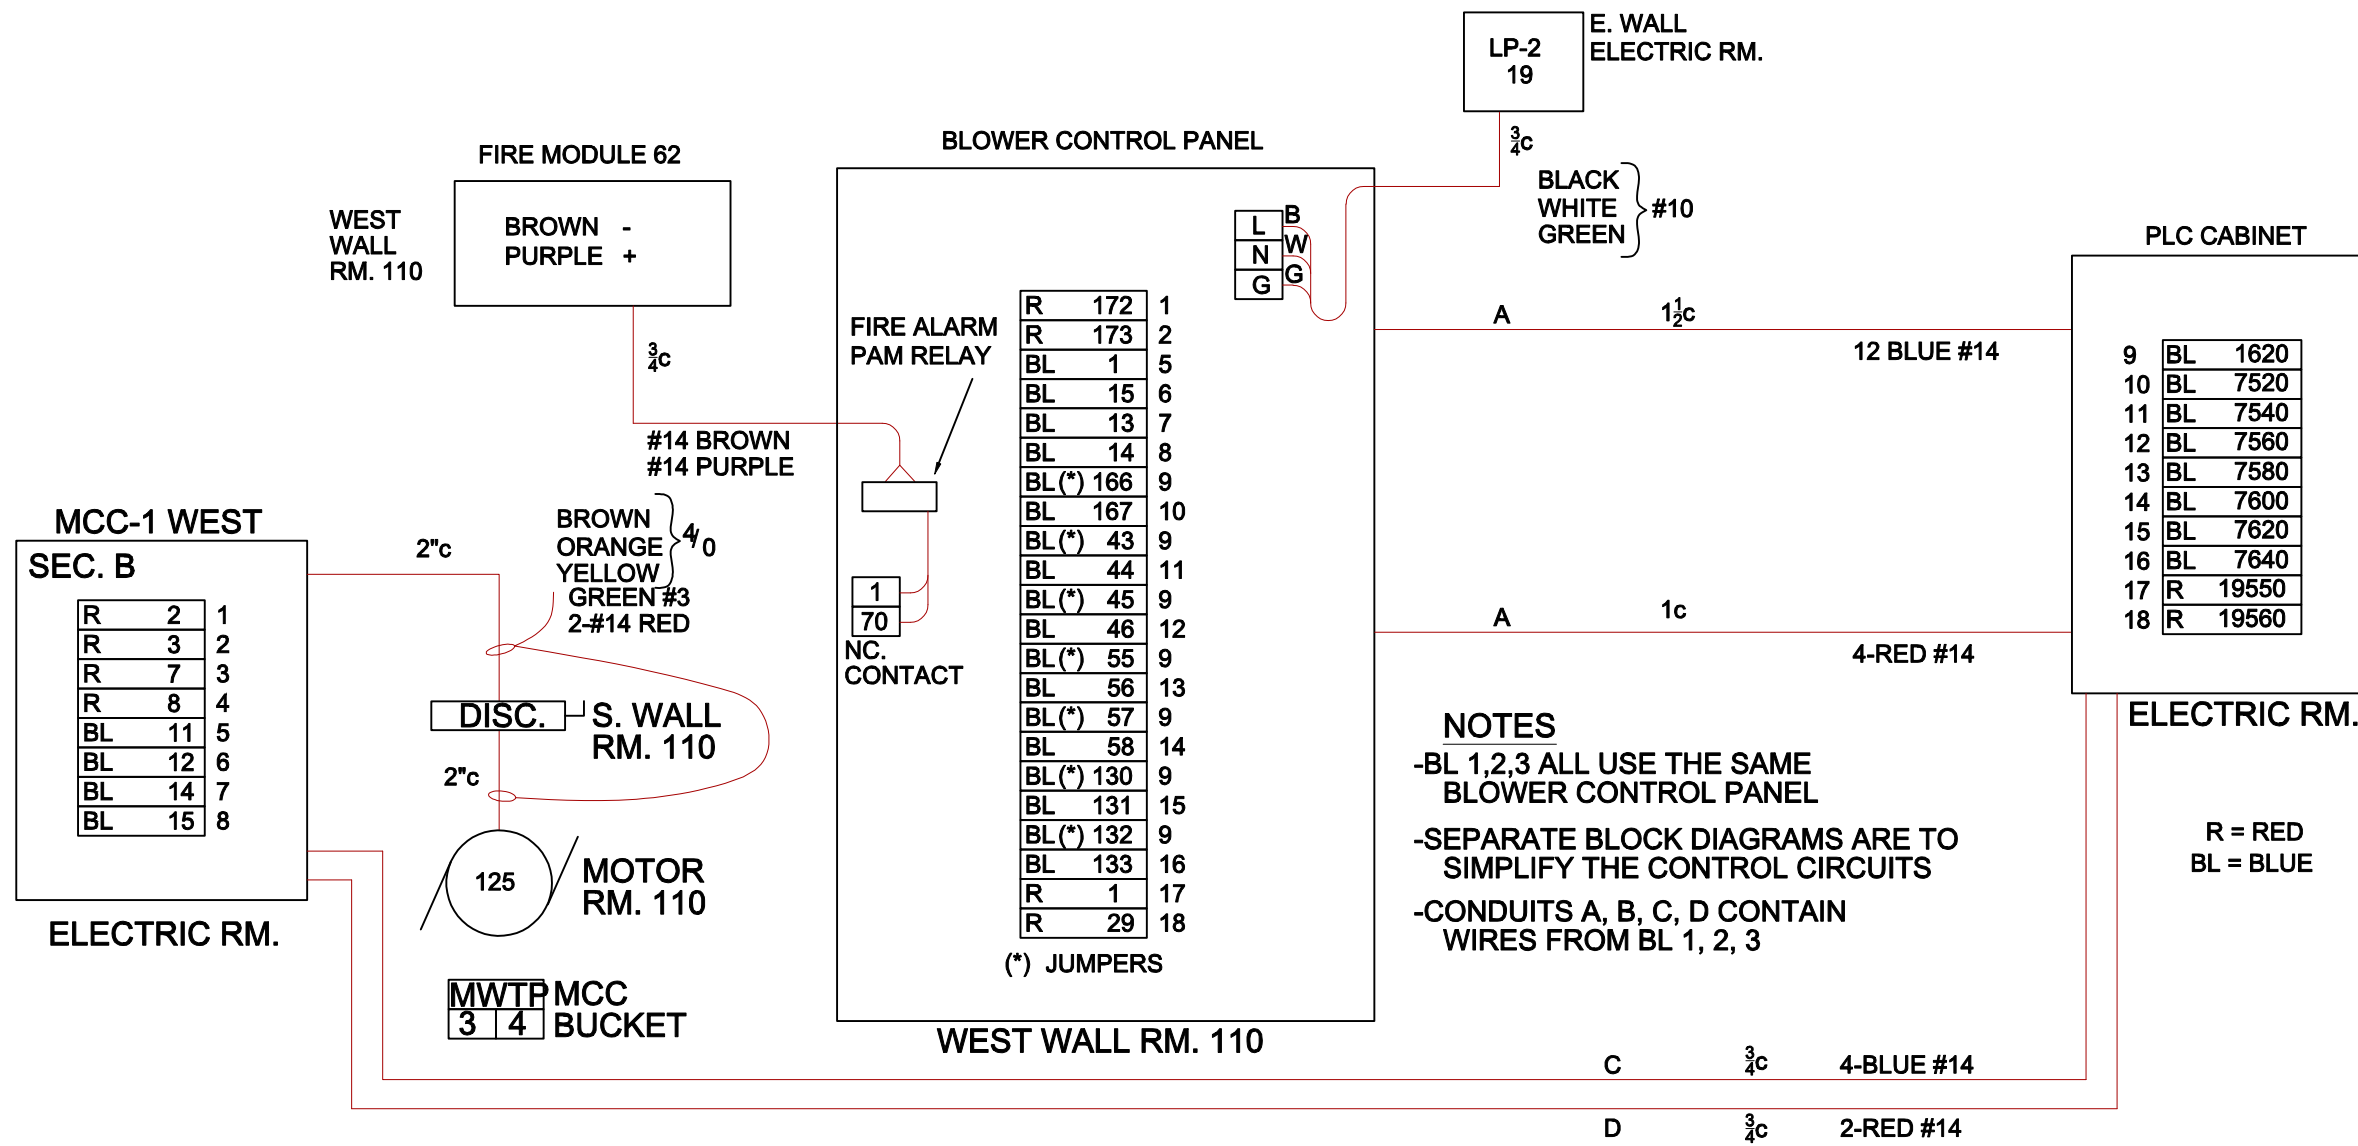 E. WALL
ELECTRIC RM.
LP-2
19
3/4c
BLACK
WHITE
GREEN
#10
FIRE MODULE 62
WEST
WALL
RM. 110
BROWN -
PURPLE +
3/4c
#14 BROWN
#14 PURPLE
BLOWER CONTROL PANEL
L B
N W
G G
FIRE ALARM
PAM RELAY
1
70
NC.
CONTACT
R 172 1
R 173 2
BL 1 5
BL 15 6
BL 13 7
BL 14 8
BL(*) 166 9
BL 167 10
BL(*) 43 9
BL 44 11
BL(*) 45 9
BL 46 12
BL(*) 55 9
BL 56 13
BL(*) 57 9
BL 58 14
BL(*) 130 9
BL 131 15
BL(*) 132 9
BL 133 16
R 1 17
R 29 18
(*) JUMPERS
WEST WALL RM. 110
A 1 1/2c
12 BLUE #14
A 1c
4-RED #14
PLC CABINET
9 BL 1620
10 BL 7520
11 BL 7540
12 BL 7560
13 BL 7580
14 BL 7600
15 BL 7620
16 BL 7640
17 R 19550
18 R 19560
ELECTRIC RM.
MCC-1 WEST
SEC. B
R 2 1
R 3 2
R 7 3
R 8 4
BL 11 5
BL 12 6
BL 14 7
BL 15 8
ELECTRIC RM.
2"c
BROWN
ORANGE
YELLOW
4/0
GREEN #3
2-#14 RED
DISC.
S. WALL
RM. 110
2"c
125
MOTOR
RM. 110
MWTP
3 4
MCC
BUCKET
NOTES
-BL 1,2,3 ALL USE THE SAME
BLOWER CONTROL PANEL
-SEPARATE BLOCK DIAGRAMS ARE TO
SIMPLIFY THE CONTROL CIRCUITS
-CONDUITS A, B, C, D CONTAIN
WIRES FROM BL 1, 2, 3
R = RED
BL = BLUE
C 3/4c 4-BLUE #14
D 3/4c 2-RED #14